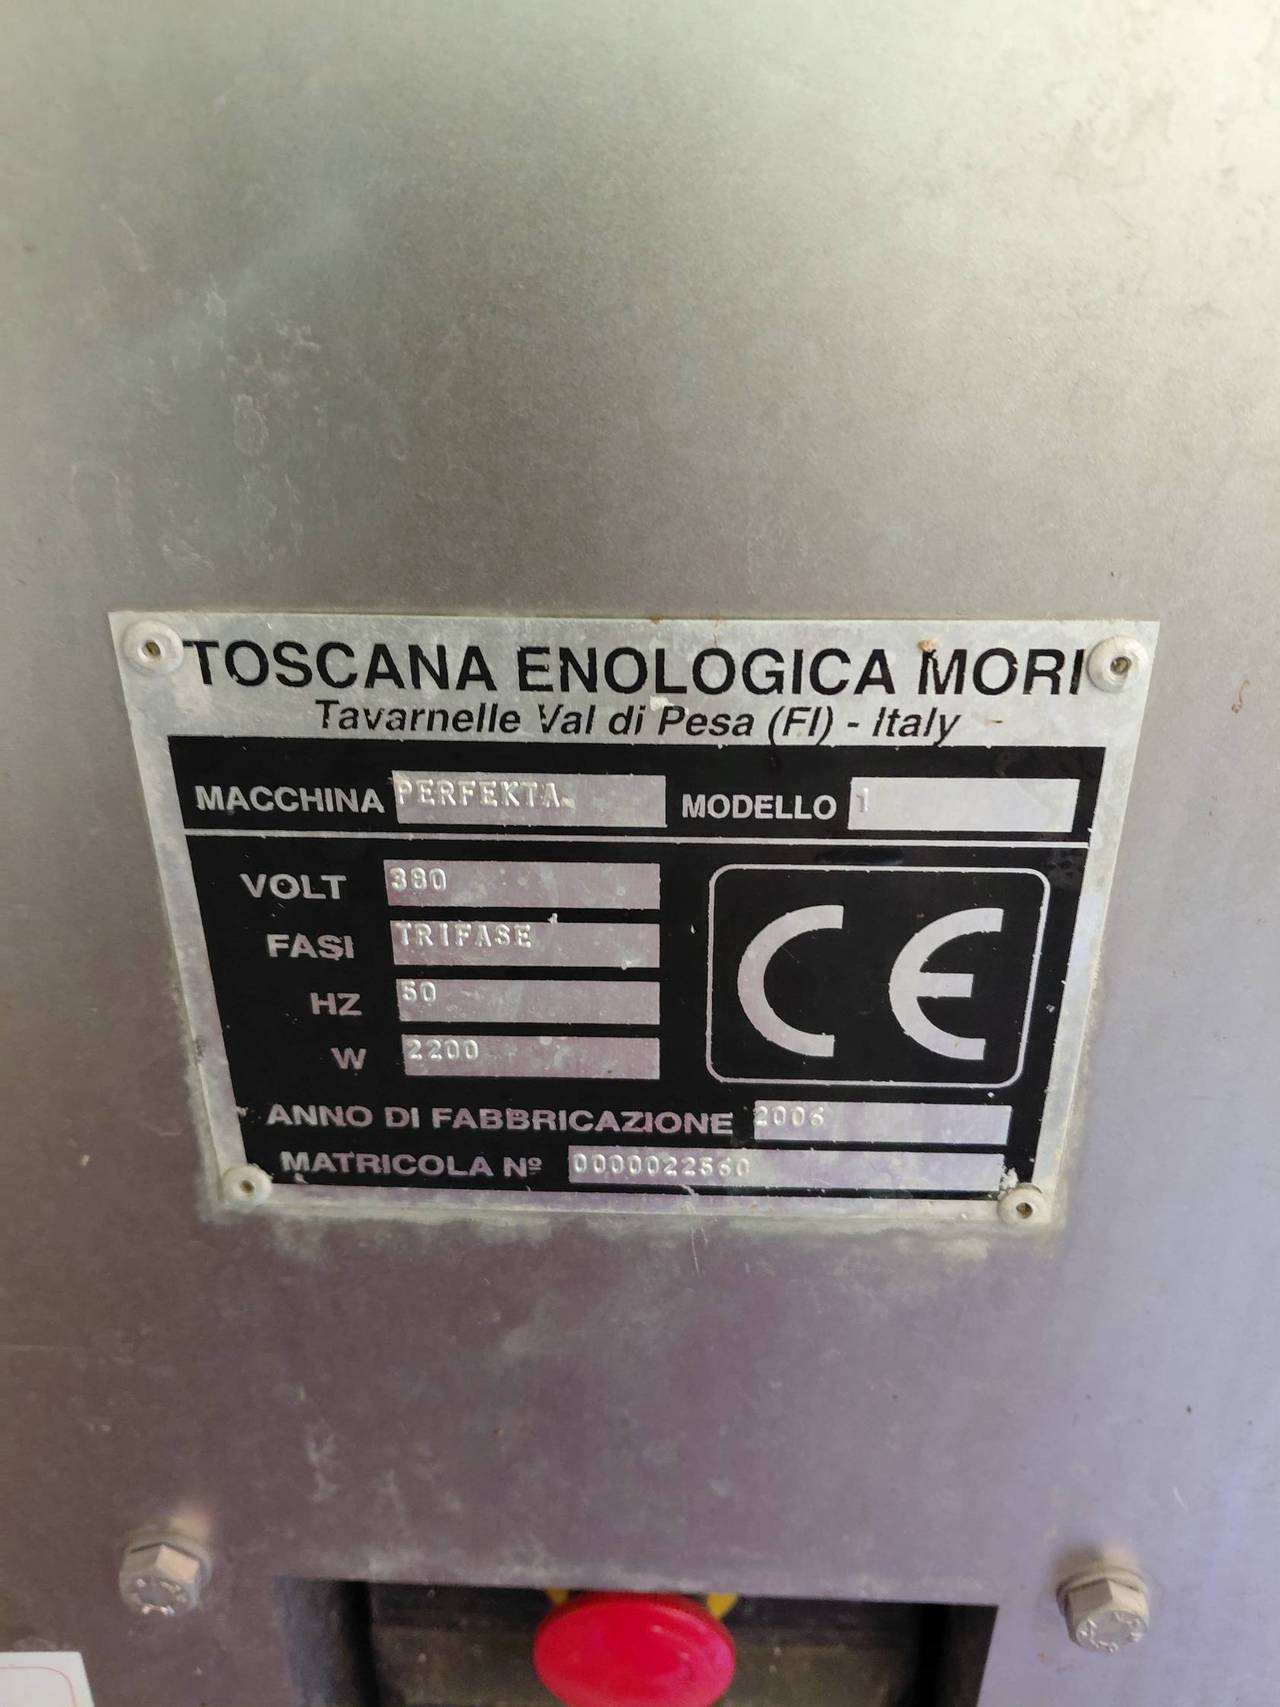 TOSCANA ENOLOGICA MORI
Tavarnelle Val di Pesa (FI) - Italy
MACCHINA PERFEKTA MODELLO 1
VOLT 380
FASI TRIFASE
HZ 50
W 2200
CE
ANNO DI FABBRICAZIONE 2006
MATRICOLA Nº 0000022560